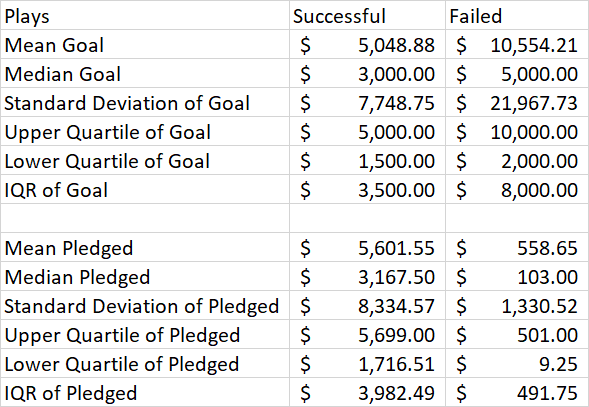 Plays Successful Failed
Mean Goal $ 5,048.88 $ 10,554.21
Median Goal $ 3,000.00 $ 5,000.00
Standard Deviation of Goal $ 7,748.75 $ 21,967.73
Upper Quartile of Goal $ 5,000.00 $ 10,000.00
Lower Quartile of Goal $ 1,500.00 $ 2,000.00
IQR of Goal $ 3,500.00 $ 8,000.00
Mean Pledged $ 5,601.55 $ 558.65
Median Pledged $ 3,167.50 $ 103.00
Standard Deviation of Pledged $ 8,334.57 $ 1,330.52
Upper Quartile of Pledged $ 5,699.00 $ 501.00
Lower Quartile of Pledged $ 1,716.51 $ 9.25
IQR of Pledged $ 3,982.49 $ 491.75